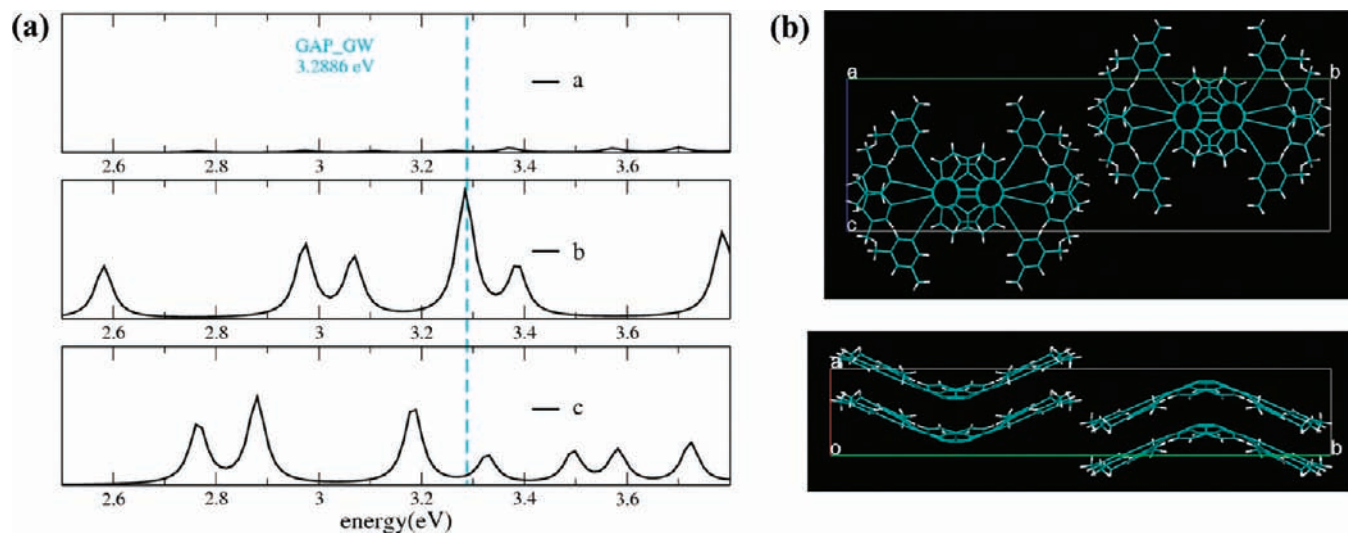 (a)
GAP_GW
3.2886 eV
a
2.6 2.8 3 3.2 3.4 3.6
b
2.6 2.8 3 3.2 3.4 3.6
c
2.6 2.8 3 3.2 3.4 3.6
energy(eV)
(b)
a b
c
a
o b